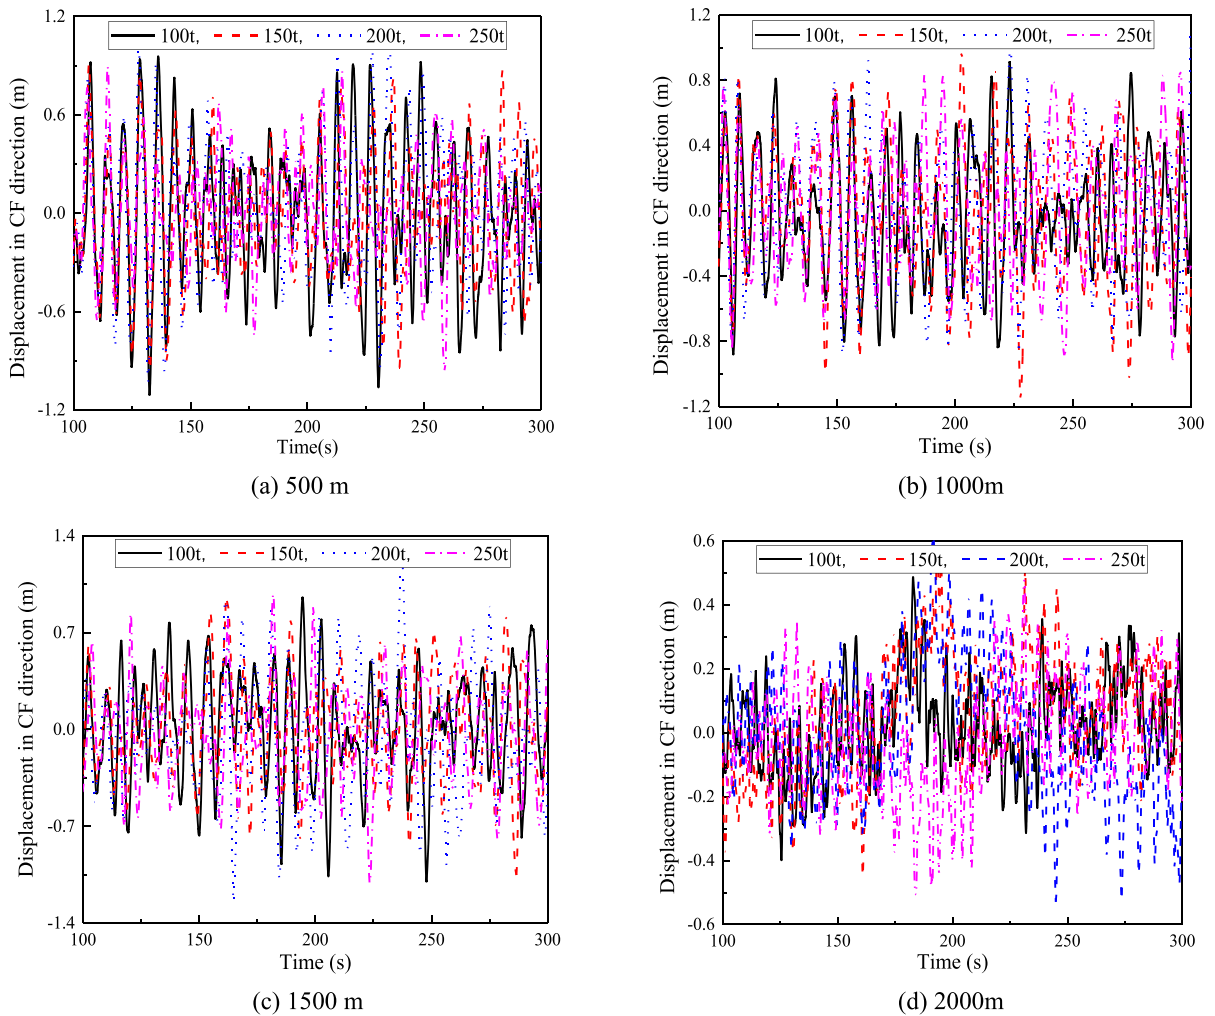 1.2
0.6
0.0
-0.6
-1.2
Displacement in CF direction (m)
100t, 150t, 200t, 250t
100 150 200 250 300
Time(s)
(a) 500 m
1.2
0.8
0.4
0.0
-0.4
-0.8
-1.2
Displacement in CF direction (m)
100t, 150t, 200t, 250t
100 150 200 250 300
Time (s)
(b) 1000m
1.4
0.7
0.0
-0.7
-1.4
Displacement in CF direction (m)
100t, 150t, 200t, 250t
100 150 200 250 300
Time (s)
(c) 1500 m
0.6
0.4
0.2
0.0
-0.2
-0.4
-0.6
Displacement in CF direction (m)
100t, 150t, 200t, 250t
100 150 200 250 300
Time (s)
(d) 2000m